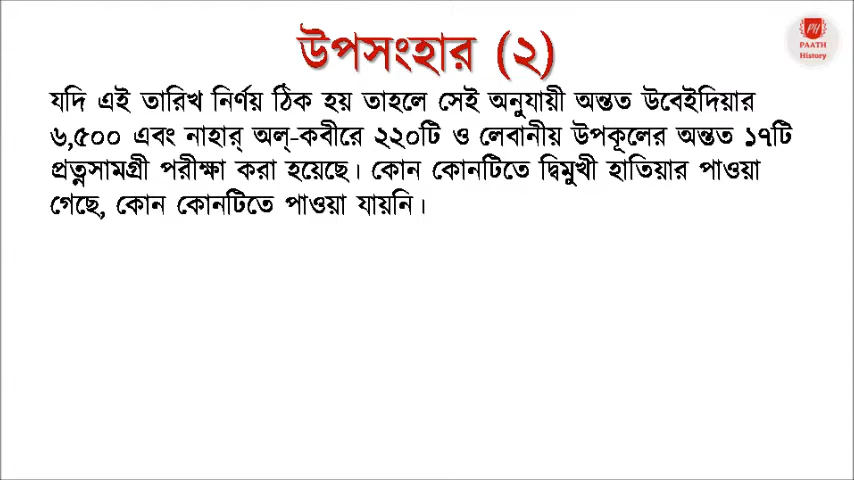 উপসংহার (২)
PH
PAATH
History
যদি এই তারিখ নির্ণয় ঠিক হয় তাহলে সেই অনুযায়ী অন্তত উবেইদিয়ার
৬,৫০০ এবং নাহার্ অল্-কবীরে ২২০টি ও লেবানীয় উপকূলের অন্তত ১৭টি
প্রত্নসামগ্রী পরীক্ষা করা হয়েছে। কোন কোনটিতে দ্বিমুখী হাতিয়ার পাওয়া
গেছে, কোন কোনটিতে পাওয়া যায়নি।